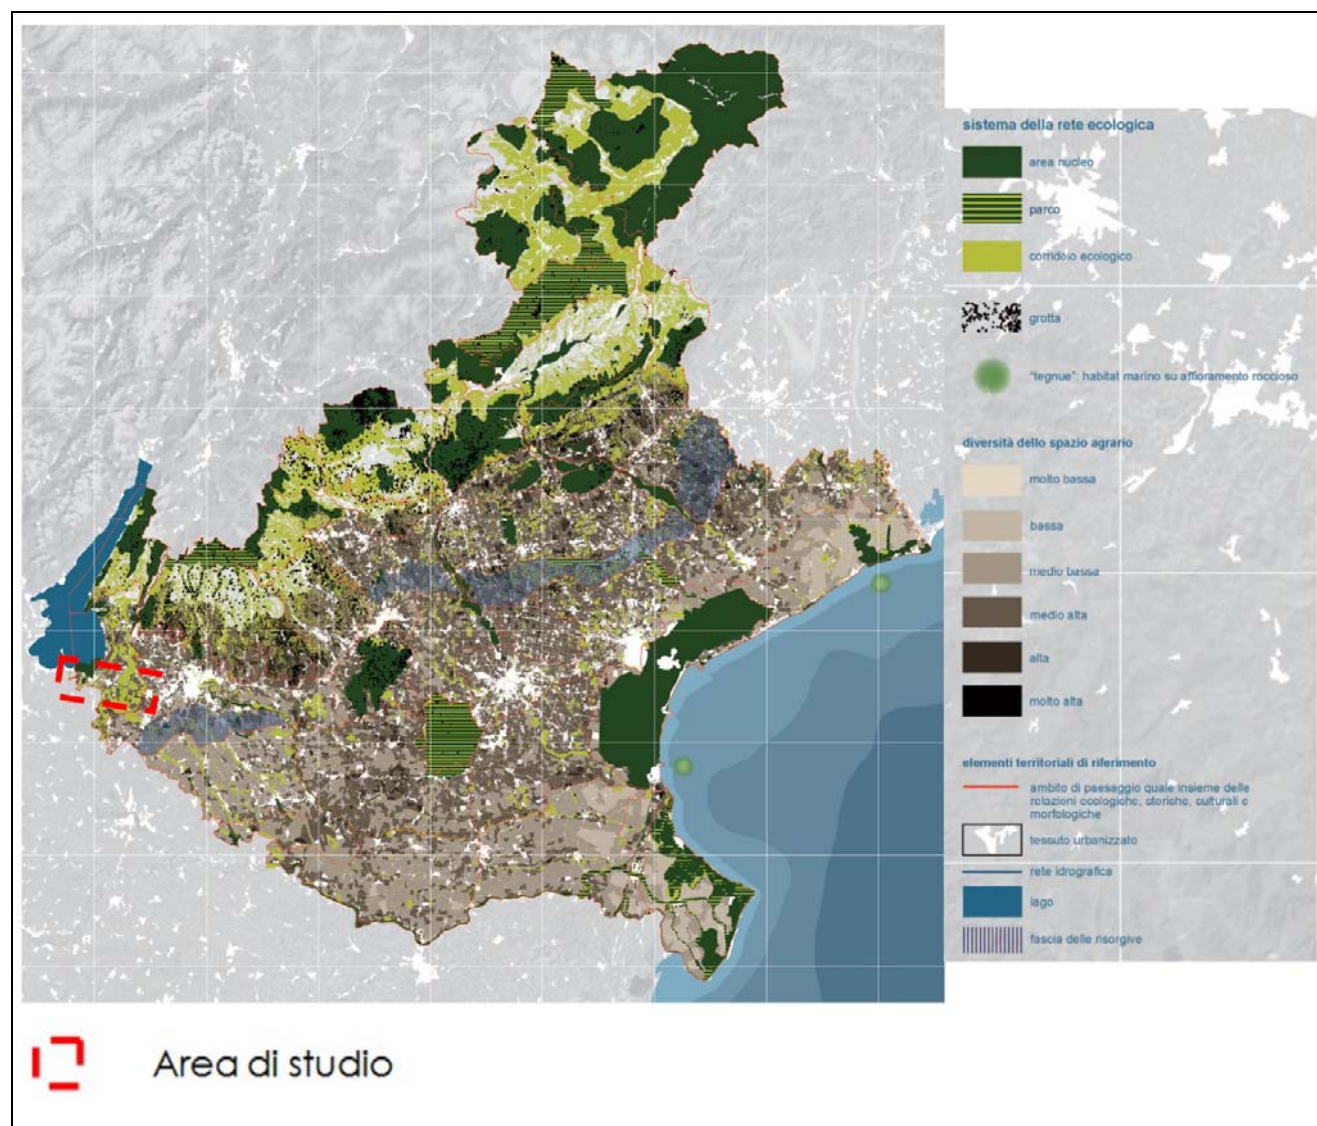 sistema della rete ecologica
area nucleo
parco
corridoio ecologico
grotta
"tegnue": habitat marino su affioramento roccioso
diversità dello spazio agrario
molto bassa
bassa
medio bassa
medio alta
alta
molto alta
elementi territoriali di riferimento
ambito di paesaggio quale insieme delle
relazioni ecologiche, storiche, culturali e
morfologiche
tessuto urbanizzato
rete idrografica
lago
fascia delle risorgive
Area di studio